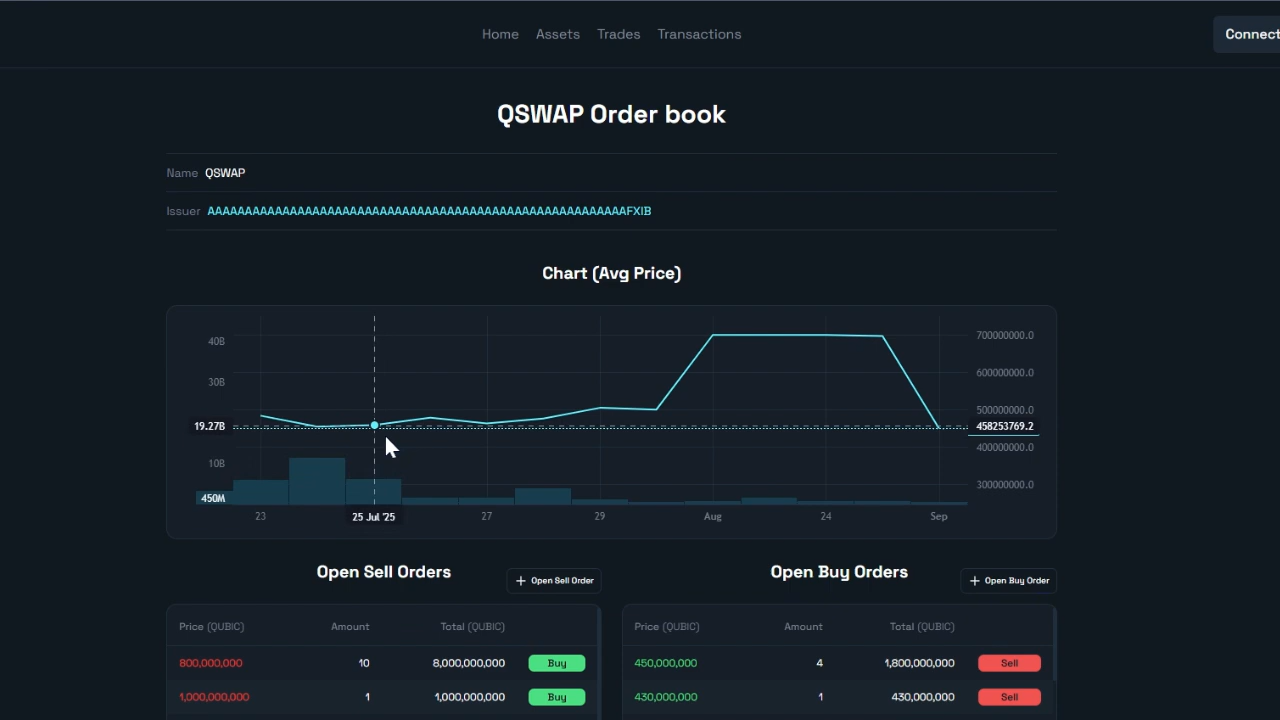 Home Assets Trades Transactions Connect
QSWAP Order book
Name QSWAP
Issuer AAAAAAAAAAAAAAAAAAAAAAAAAAAAAAAAAAAAAAAAAAAAAAAAAAAAAAAAFXIB
Chart (Avg Price)
40B 700000000.0
30B 600000000.0
500000000.0
19.27B 458253769.2
400000000.0
10B
300000000.0
450M
23 25 Jul '25 27 29 Aug 24 Sep
Open Sell Orders + Open Sell Order Open Buy Orders + Open Buy Order
Price (QUBIC) Amount Total (QUBIC) Price (QUBIC) Amount Total (QUBIC)
800,000,000 10 8,000,000,000 Buy 450,000,000 4 1,800,000,000 Sell
1,000,000,000 1 1,000,000,000 Buy 430,000,000 1 430,000,000 Sell